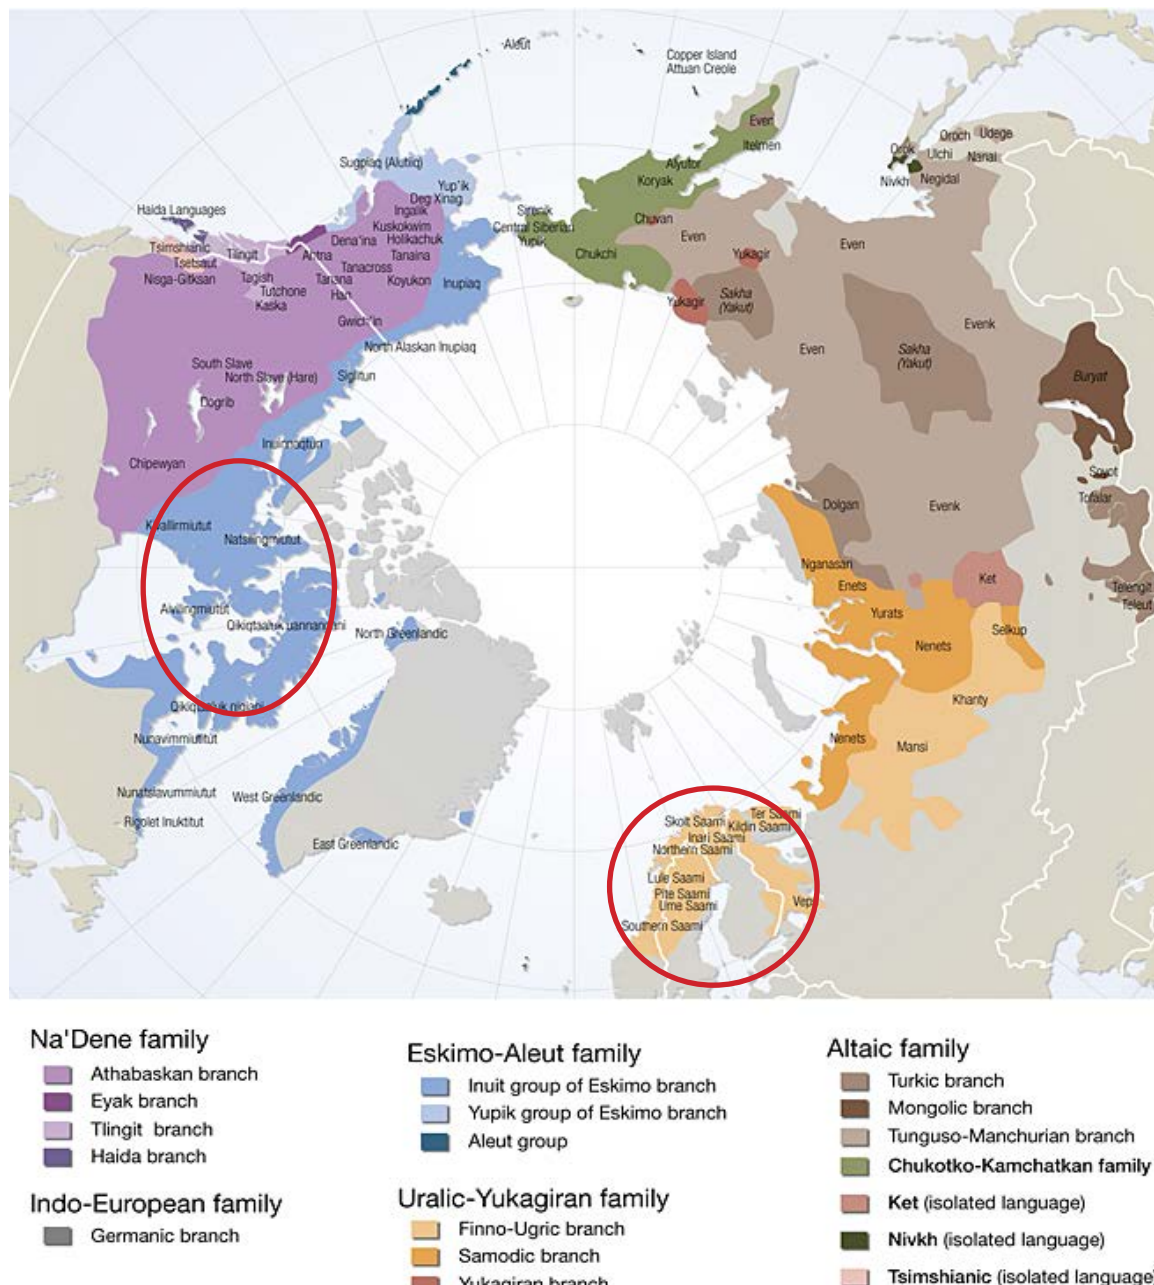 Aleut
Copper Island
Attuan Creole
Even
Itelmen
Alyutor
Koryak
Oroch
Udege
Orok
Ulchi
Nanai
Nivkh
Negidal
Sugpiaq (Alutiiq)
Yup'ik
Deg Xinag
Ingalik
Kuskokwim
Holikachuk
Dena'ina
Ahtna
Tanaina
Tanacross
Tanana
Koyukon
Han
Inupiaq
Haida Languages
Tsimshianic
Tsetsaut
Nisga-Gitksan
Tlingit
Tagish
Tutchone
Kaska
Gwich'in
North Alaskan Inupiaq
Siglitun
Sirenik
Central Siberian
Yupik
Chukchi
Chuvan
Even
Yukagir
Yukagir
Sakha
(Yakut)
Even
Even
Evenk
Sakha
(Yakut)
Buryat
Soyot
Tofalar
Telengit
Teleut
South Slave
North Slave (Hare)
Dogrib
Chipewyan
Inuinnaqtun
Kivallirmiutut
Natsilingmiutut
Aivilingmiutut
Qikiqtaaluk uannangani
North Greenlandic
Qikiqtaaluk nigiani
Nunavimmiutitut
Nunatsiavummiutut
Rigolet Inuktitut
West Greenlandic
East Greenlandic
Dolgan
Evenk
Nganasan
Enets
Ket
Yurats
Nenets
Selkup
Khanty
Nenets
Mansi
Ter Saami
Skolt Saami
Kildin Saami
Inari Saami
Northern Saami
Lule Saami
Pite Saami
Ume Saami
Southern Saami
Veps
Na'Dene family
Athabaskan branch
Eyak branch
Tlingit branch
Haida branch
Indo-European family
Germanic branch
Eskimo-Aleut family
Inuit group of Eskimo branch
Yupik group of Eskimo branch
Aleut group
Uralic-Yukagiran family
Finno-Ugric branch
Samodic branch
Yukagiran branch
Altaic family
Turkic branch
Mongolic branch
Tunguso-Manchurian branch
Chukotko-Kamchatkan family
Ket (isolated language)
Nivkh (isolated language)
Tsimshianic (isolated language)